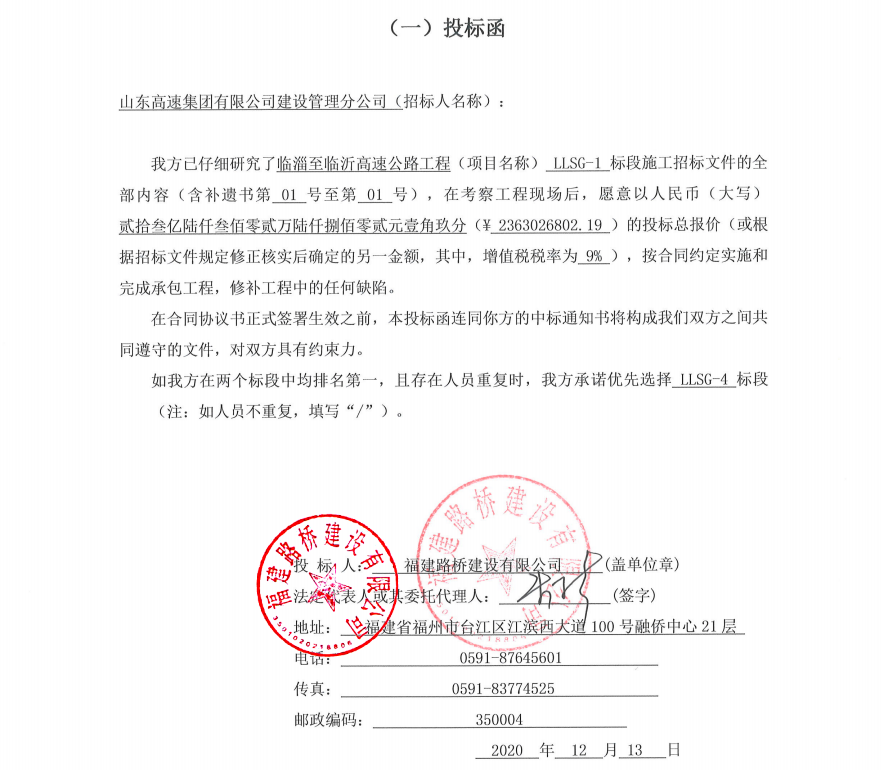 （一）投标函
山东高速集团有限公司建设管理分公司（招标人名称）：
我方已仔细研究了临淄至临沂高速公路工程（项目名称） LLSG-1 标段施工招标文件的全
部内容（含补遗书第 01 号至第 01 号），在考察工程现场后，愿意以人民币（大写）
贰拾叁亿陆仟叁佰零贰万陆仟捌佰零贰元壹角玖分（¥ 2363026802.19 ）的投标总报价（或根
据招标文件规定修正核实后确定的另一金额，其中，增值税税率为 9% ），按合同约定实施和
完成承包工程，修补工程中的任何缺陷。
在合同协议书正式签署生效之前，本投标函连同你方的中标通知书将构成我们双方之间共
同遵守的文件，对双方具有约束力。
如我方在两个标段中均排名第一，且存在人员重复时，我方承诺优先选择 LLSG-4 标段
（注：如人员不重复，填写“/”）。
福建路桥建设有限公司
3501020218806
福建路桥建设有限公司
投 标 人： 福建路桥建设有限公司 （盖单位章）
法定代表人或其委托代理人： （签字）
地址： 福建省福州市台江区江滨西大道 100 号融侨中心 21 层
电话： 0591-87645601
传真： 0591-83774525
邮政编码： 350004
2020 年 12 月 13 日